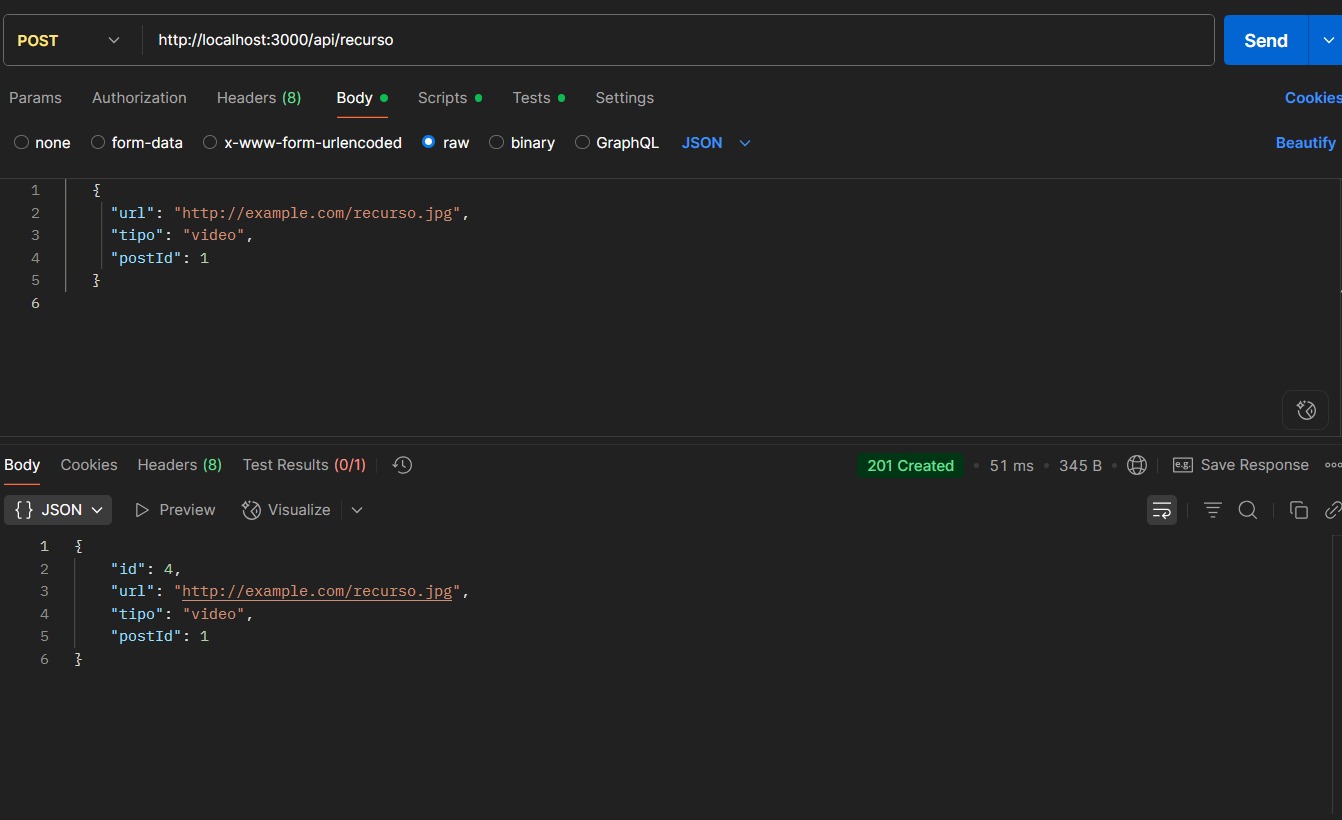 POST http://localhost:3000/api/recurso Send
Params Authorization Headers (8) Body Scripts Tests Settings Cookies
none form-data x-www-form-urlencoded raw binary GraphQL JSON Beautify
1 {
2 "url": "http://example.com/recurso.jpg",
3 "tipo": "video",
4 "postId": 1
5 }
6
Body Cookies Headers (8) Test Results (0/1) 201 Created 51 ms 345 B e.g. Save Response
{} JSON Preview Visualize
1 {
2 "id": 4,
3 "url": "http://example.com/recurso.jpg",
4 "tipo": "video",
5 "postId": 1
6 }